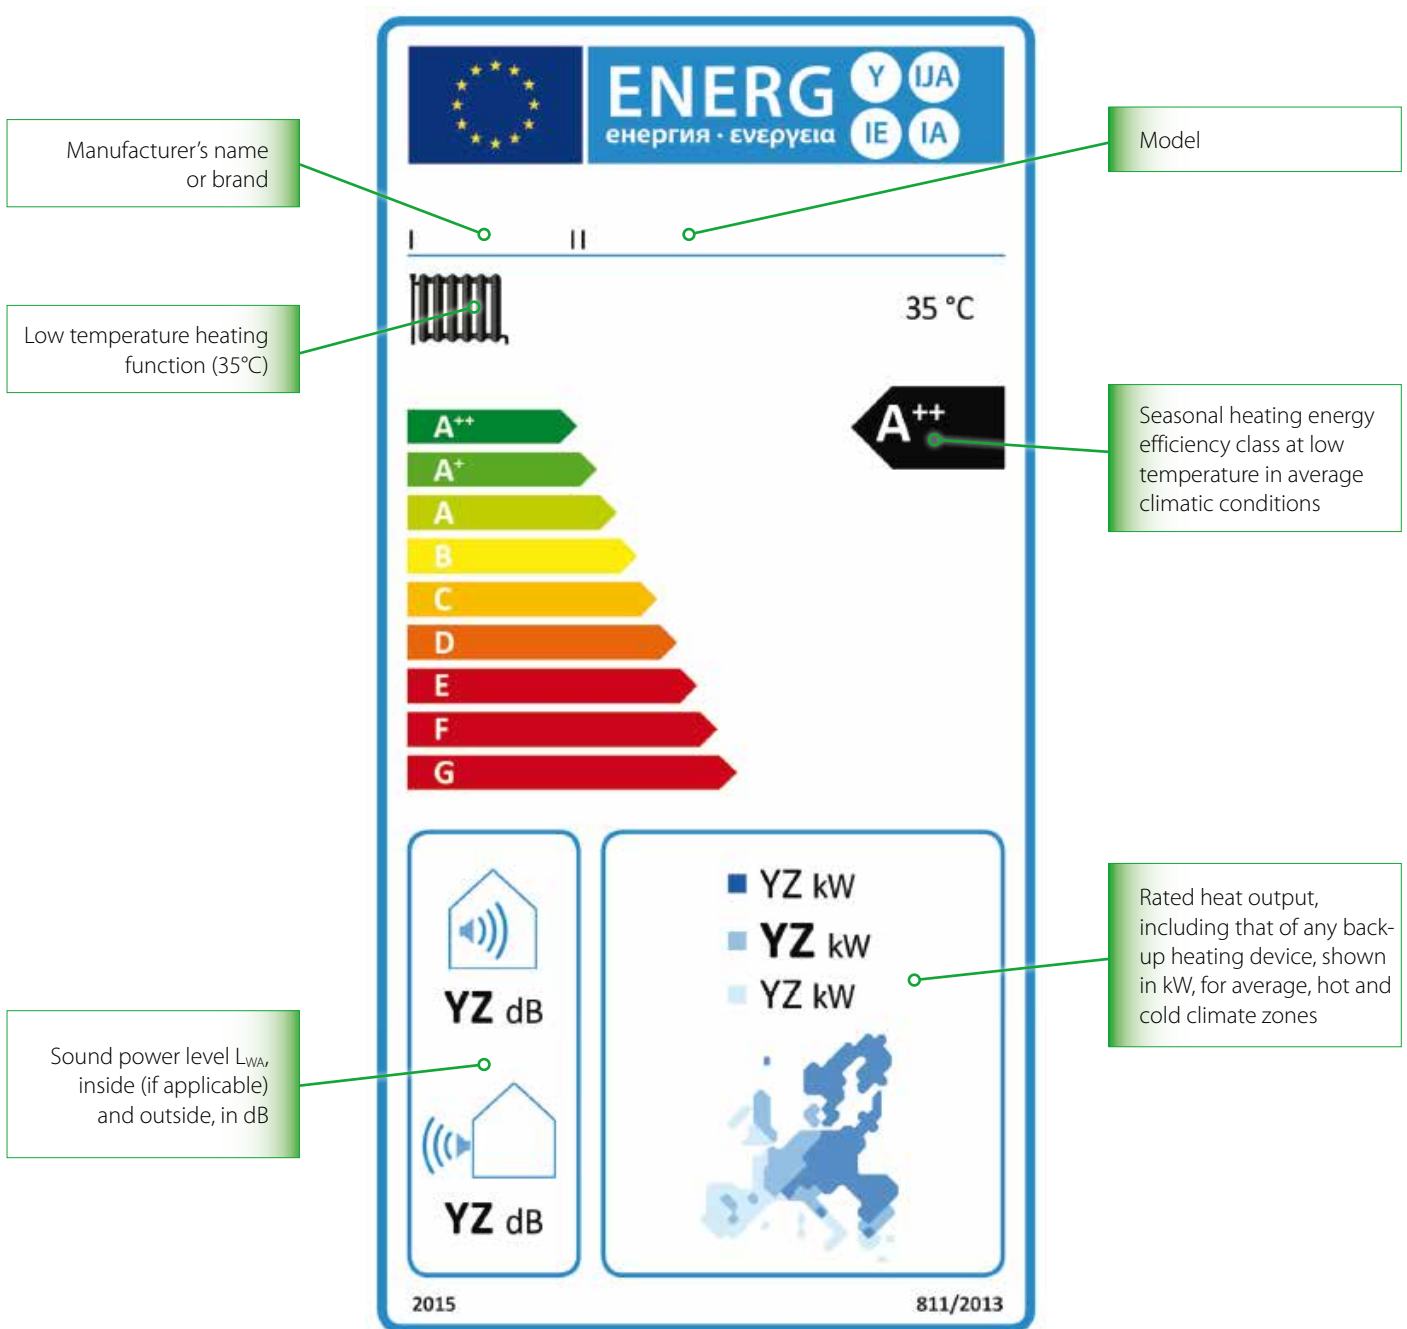 ENERG Y IJA
енергия · ενεργεια IE IA
Manufacturer's name
or brand
Model
I II
Low temperature heating
function (35°C)
35 °C
A++
A+
A
B
C
D
E
F
G
A++
Seasonal heating energy
efficiency class at low
temperature in average
climatic conditions
YZ dB
YZ dB
Sound power level LWA,
inside (if applicable)
and outside, in dB
YZ kW
YZ kW
YZ kW
Rated heat output,
including that of any back-
up heating device, shown
in kW, for average, hot and
cold climate zones
2015 811/2013